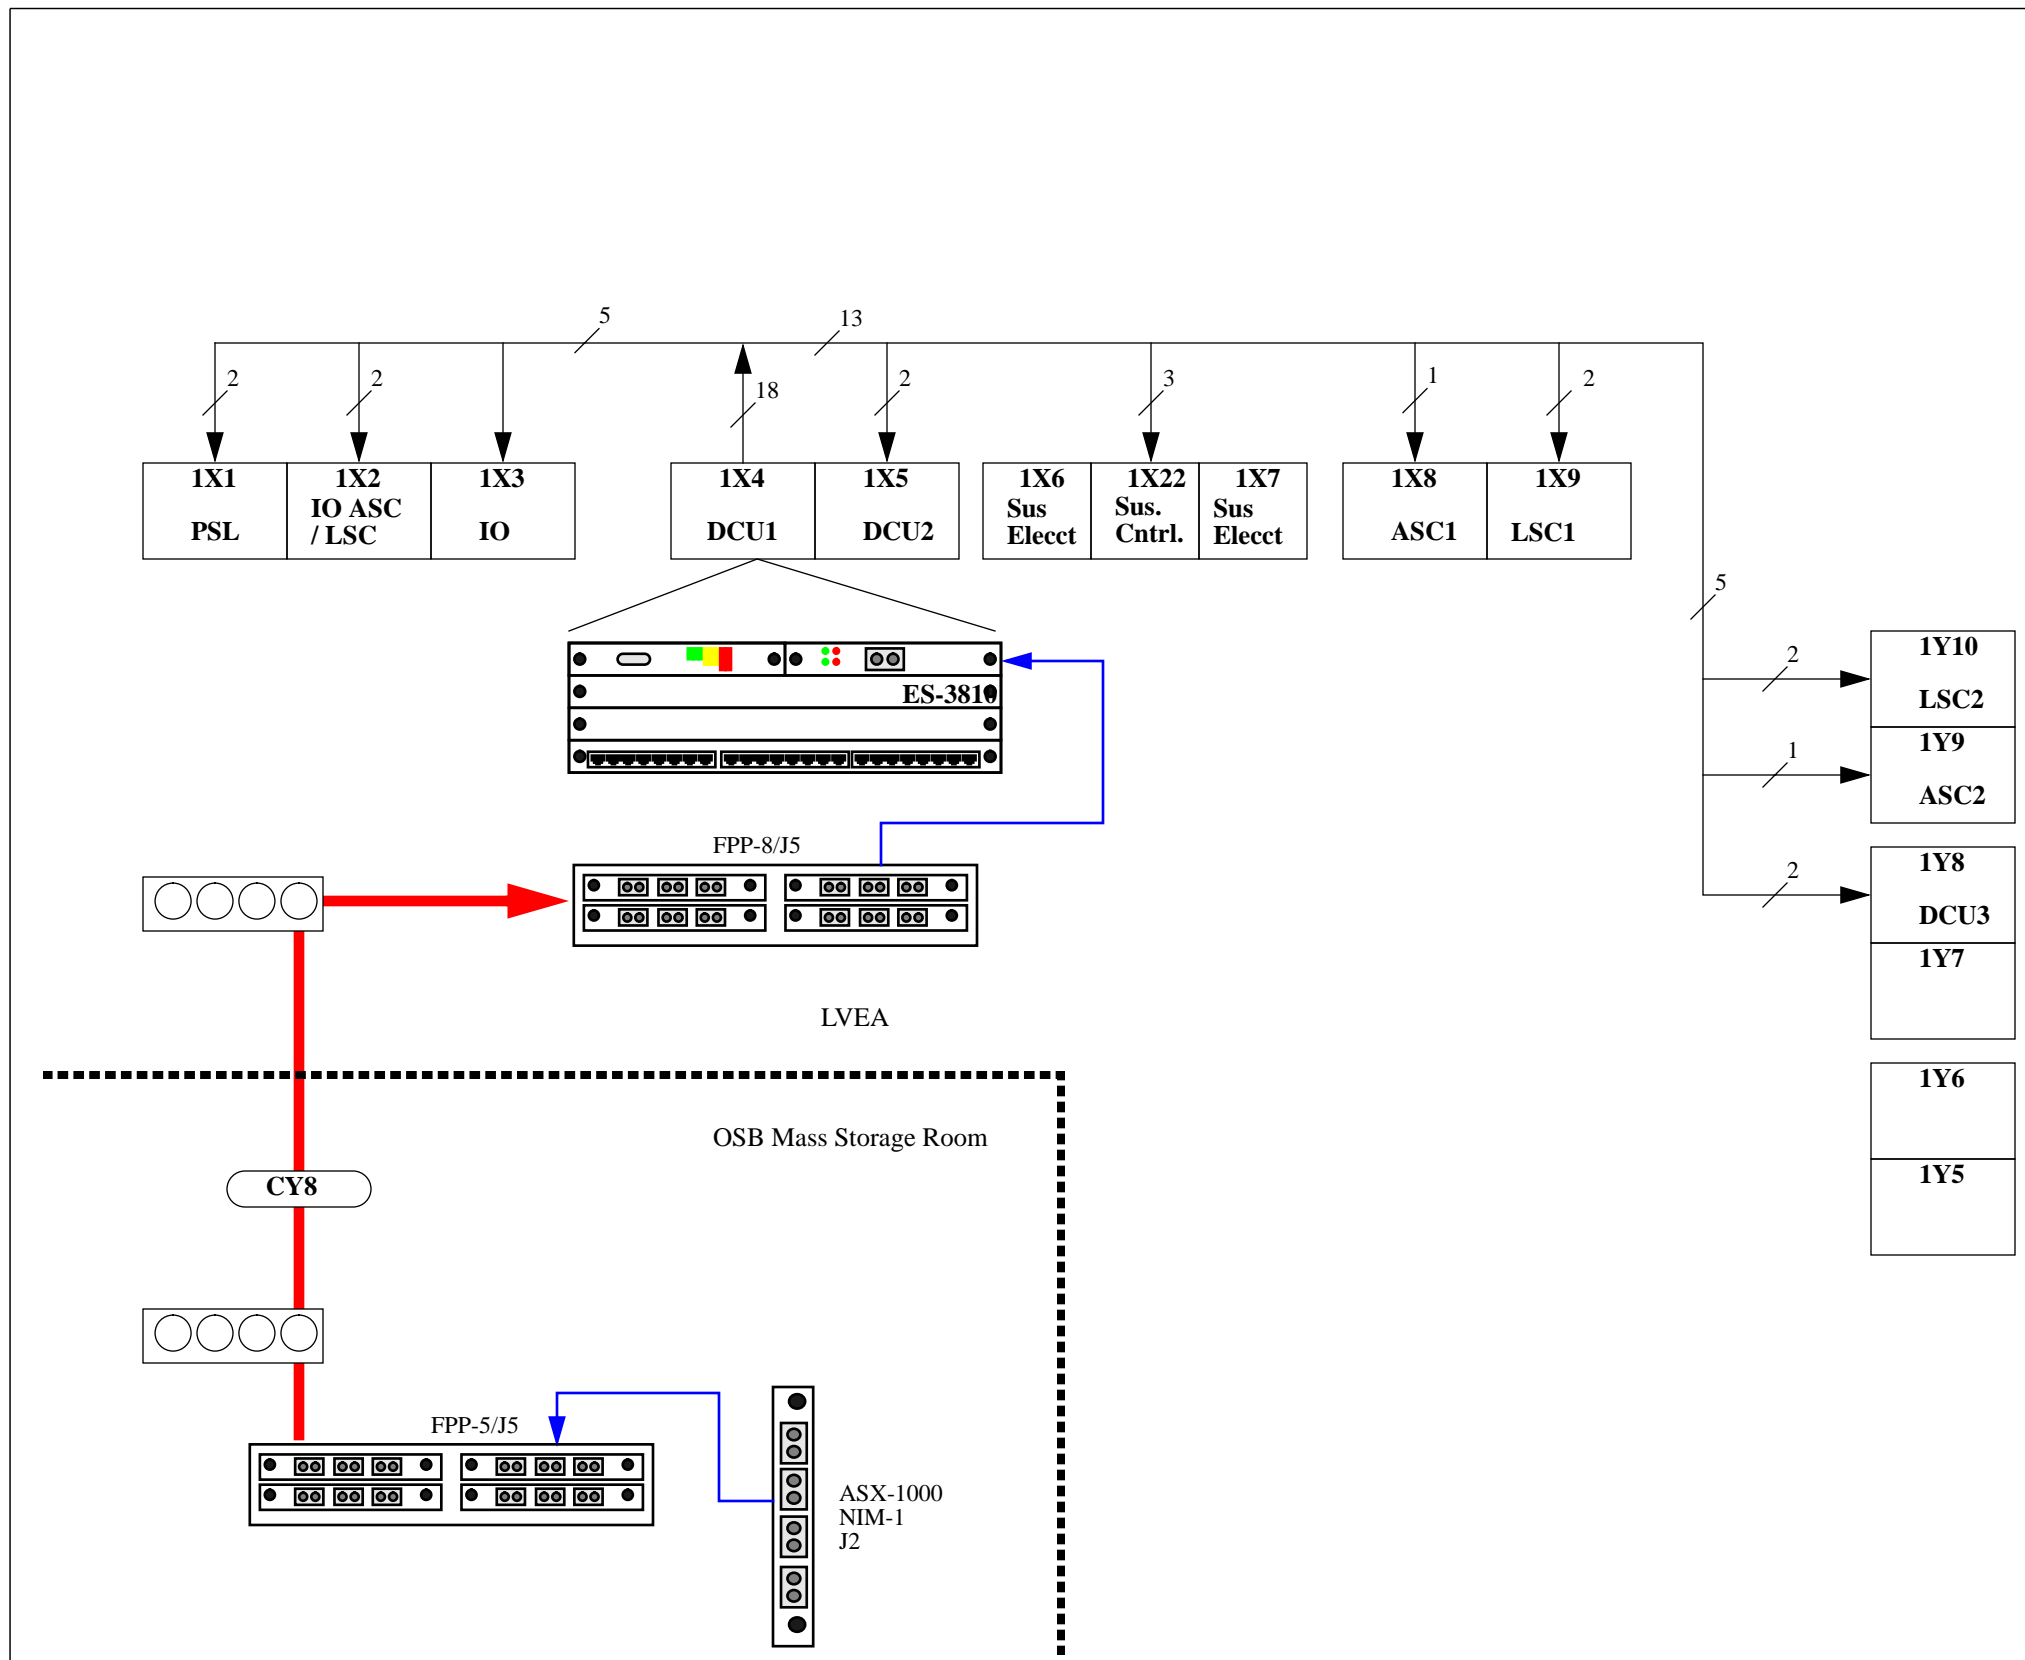 5
13
2
2
18
2
3
1
2
1X1
PSL
1X2
IO ASC
/ LSC
1X3
IO
1X4
DCU1
1X5
DCU2
1X6
Sus
Elecct
1X22
Sus.
Cntrl.
1X7
Sus
Elecct
1X8
ASC1
1X9
LSC1
5
2
1Y10
LSC2
1
1Y9
ASC2
2
1Y8
DCU3
1Y7
1Y6
1Y5
ES-3810
FPP-8/J5
LVEA
OSB Mass Storage Room
CY8
FPP-5/J5
ASX-1000
NIM-1
J2